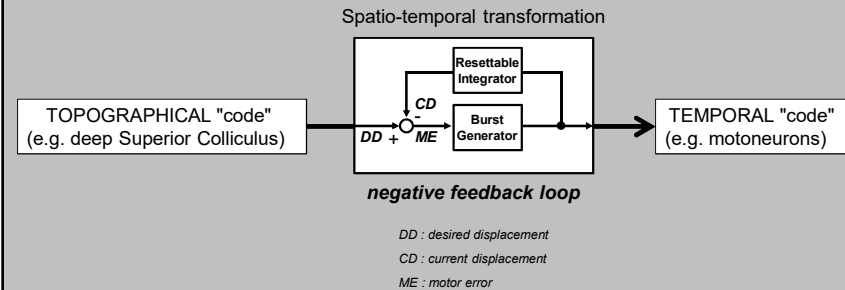 Spatio-temporal transformation
Resettable
Integrator
TOPOGRAPHICAL "code"
(e.g. deep Superior Colliculus)
CD
-
DD +
ME
Burst
Generator
TEMPORAL "code"
(e.g. motoneurons)
negative feedback loop
DD : desired displacement
CD : current displacement
ME : motor error